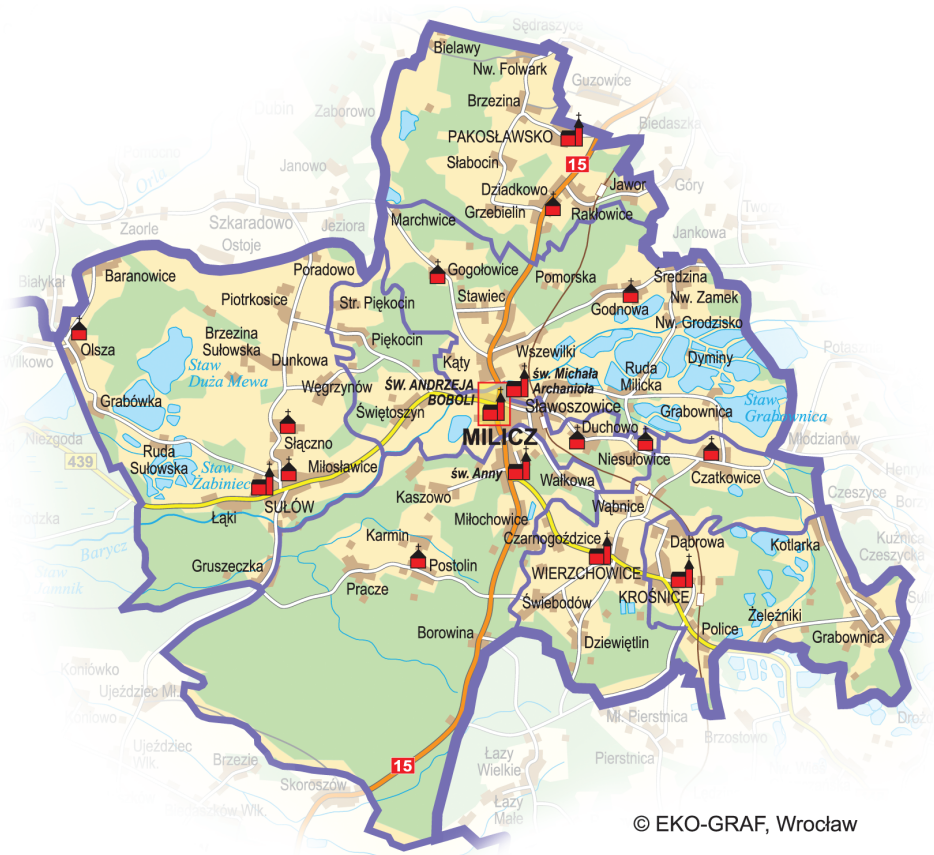 Sędraszyce
Bielawy
Nw. Folwark
Guzowice
Dubin
Zaborowo
Brzezina
Biedaszka
PAKOSŁAWSKO
15
Janowo
Słabocin
Orla
Dziadkowo
Jawor
Góry
Grzebielin
Rakłowice
Szkaradowo
Marchwice
Zaorle
Jeziora
Jankowa
Ostoje
Baranowice
Poradowo
Gogołowice
Pomorska
Średzina
Białykał
Piotrkosice
Str. Piękocin
Stawiec
Godnowa
Nw. Zamek
Nw. Grodzisko
Brzezina
Sułowska
Piękocin
Olsza
Wszewilki
Dyminy
Wilkowo
Staw
Duża Mewa
Dunkowa
Kąty
św. Michała
Archanioła
Ruda
Milicka
Węgrzynów
ŚW. ANDRZEJA
BOBOLI
Grabówka
Świętoszyn
Sławoszowice
Grabownica
Staw
Grabownica
MILICZ
Duchowo
Niezgoda
Słączno
Młodzianów
439
Ruda
Sułowska
Staw
Żabiniec
Miłosławice
św. Anny
Niesułowice
Czatkowice
Wałkowa
Kaszowo
Czeszyce
SUŁÓW
Łąki
Wąbnice
Miłochowice
Karmin
Czarnogoździce
Dąbrowa
Kotlarka
Kuźnica
Czeszycka
Barycz
Gruszeczka
Postolin
WIERZCHOWICE
Staw
Pracze
KROŚNICE
Świebodów
Żeleźniki
Borowina
Police
Grabownica
Dziewiętlin
Koniówko
Ujeździec Mł.
Koniowo
Mł. Pierstnica
Ujeździec
Wlk.
Brzezie
Łazy
Wielkie
Pierstnica
Brzostowo
15
Skoroszów
Łazy
Małe
© EKO-GRAF, Wrocław